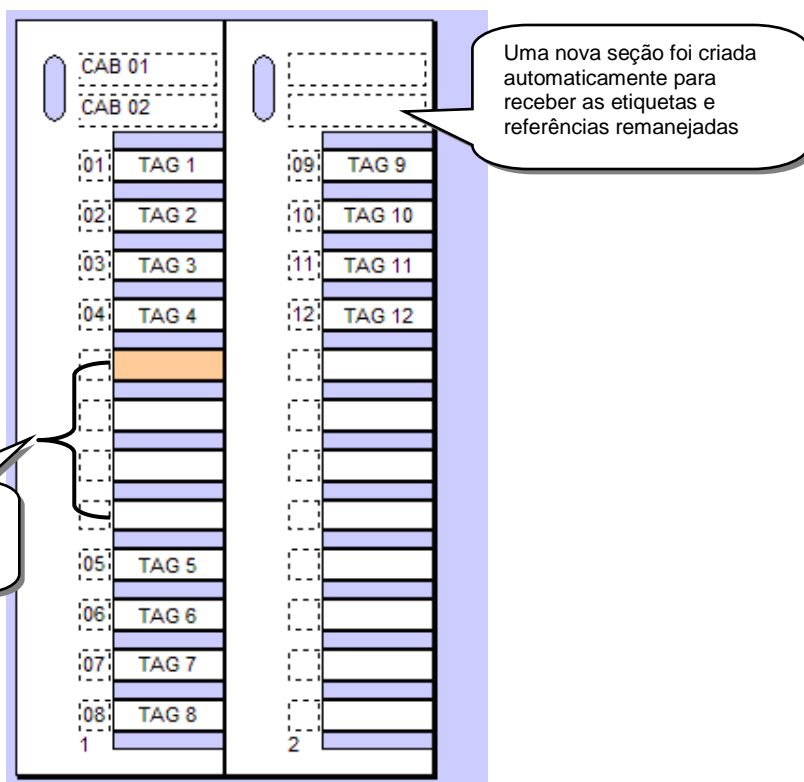 CAB 01
CAB 02
01 TAG 1
02 TAG 2
03 TAG 3
04 TAG 4
05 TAG 5
06 TAG 6
07 TAG 7
08 TAG 8
1
09 TAG 9
10 TAG 10
11 TAG 11
12 TAG 12
2
Uma nova seção foi criada
automaticamente para
receber as etiquetas e
referências remanejadas